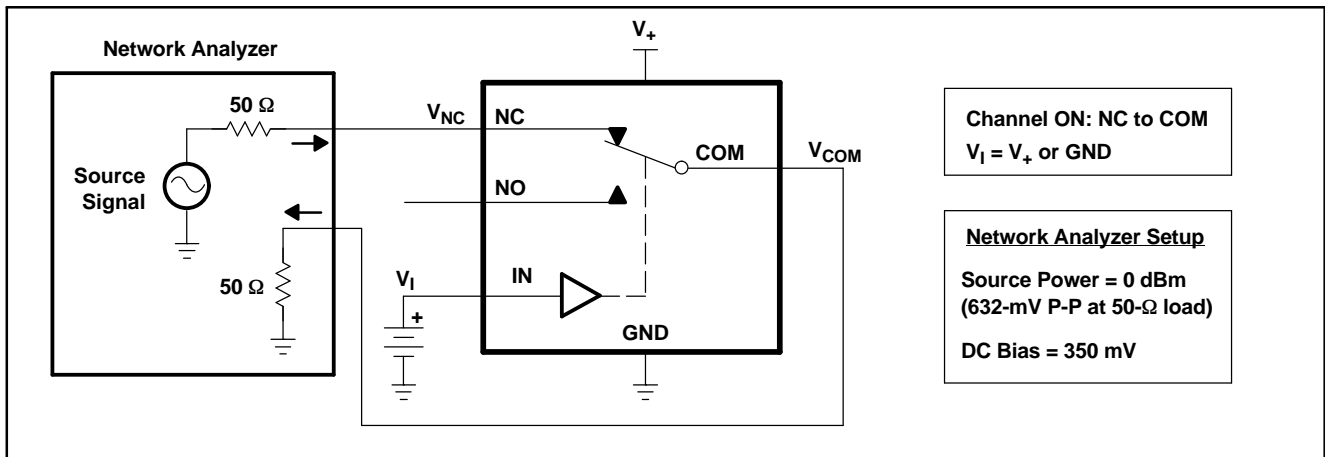 Network Analyzer
50 Ω
Source
Signal
50 Ω
V+
VNC
NC
COM
VCOM
NO
VI
IN
+
GND
Channel ON: NC to COM
VI = V+ or GND
Network Analyzer Setup
Source Power = 0 dBm
(632-mV P-P at 50-Ω load)
DC Bias = 350 mV